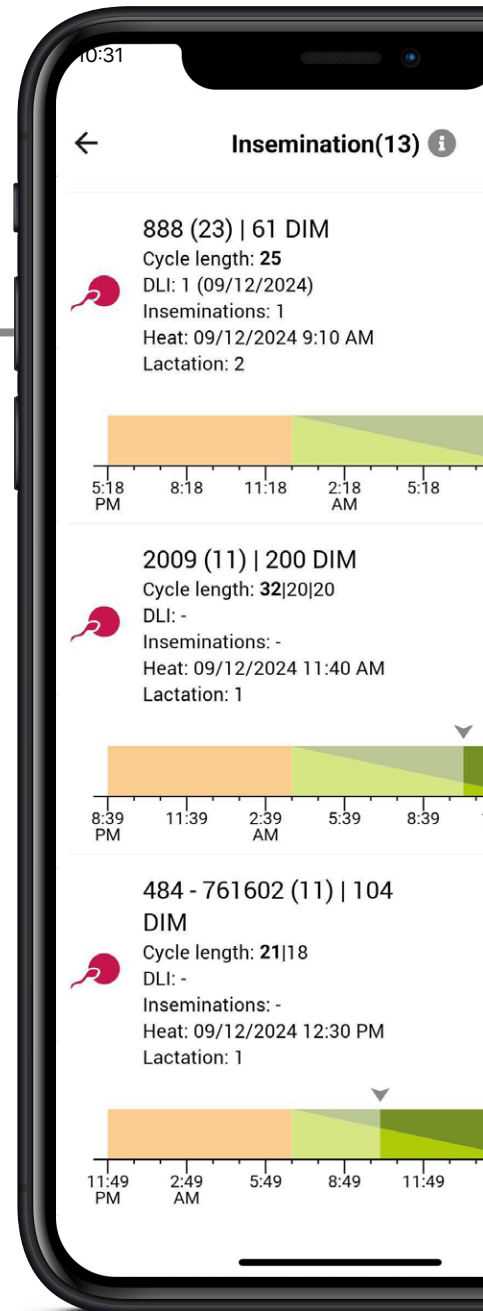 10:31
Insemination(13)
888 (23) | 61 DIM
Cycle length: 25
DLI: 1 (09/12/2024)
Inseminations: 1
Heat: 09/12/2024 9:10 AM
Lactation: 2
5:18 8:18 11:18 2:18 5:18
PM AM
2009 (11) | 200 DIM
Cycle length: 32|20|20
DLI: -
Inseminations: -
Heat: 09/12/2024 11:40 AM
Lactation: 1
8:39 11:39 2:39 5:39 8:39
PM AM
484 - 761602 (11) | 104
DIM
Cycle length: 21|18
DLI: -
Inseminations: -
Heat: 09/12/2024 12:30 PM
Lactation: 1
11:49 2:49 5:49 8:49 11:49
PM AM